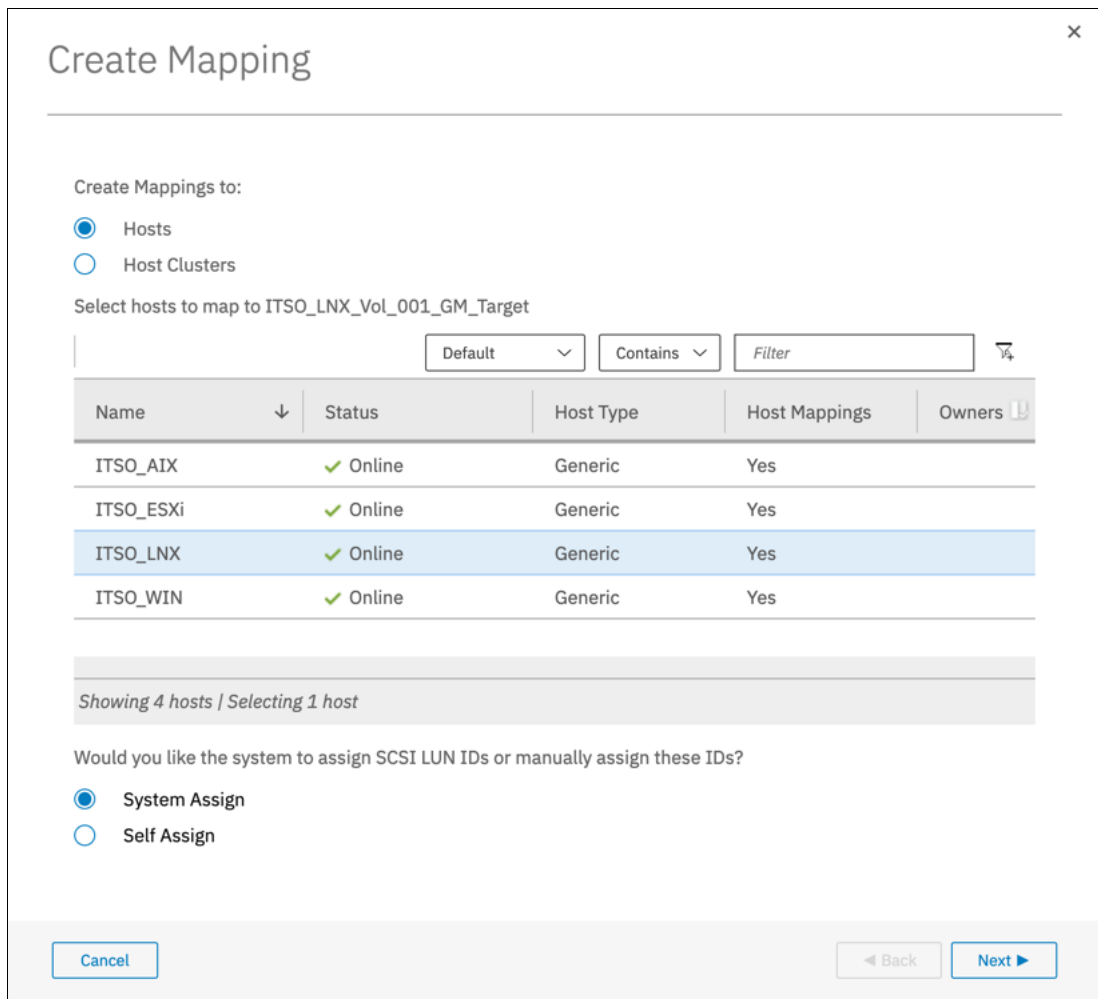 Create Mapping
Create Mappings to:
Hosts
Host Clusters
Select hosts to map to ITSO_LNX_Vol_001_GM_Target
Default Contains Filter
Name Status Host Type Host Mappings Owners
ITSO_AIX Online Generic Yes
ITSO_ESXi Online Generic Yes
ITSO_LNX Online Generic Yes
ITSO_WIN Online Generic Yes
Showing 4 hosts | Selecting 1 host
Would you like the system to assign SCSI LUN IDs or manually assign these IDs?
System Assign
Self Assign
Cancel Back Next